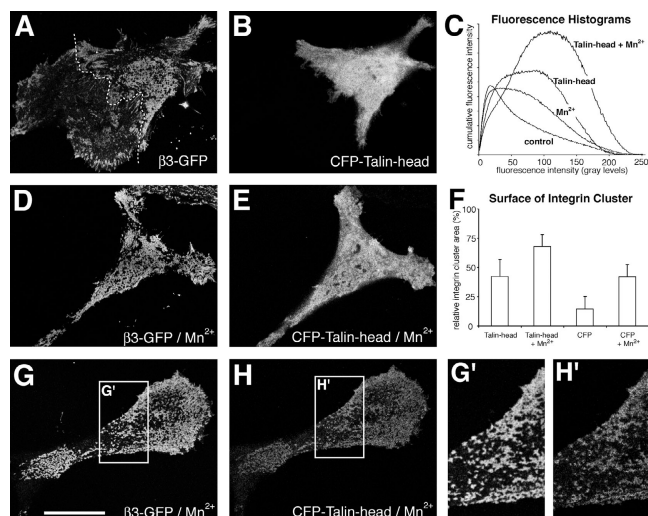 A
β3-GFP
B
CFP-Talin-head
C
Fluorescence Histograms
cumulative fluorescence intensity
Talin-head + Mn²⁺
Talin-head
Mn²⁺
control
0 50 100 150 200 250
fluorescence intensity (gray levels)
D
β3-GFP / Mn²⁺
E
CFP-Talin-head / Mn²⁺
F
Surface of Integrin Cluster
relative integrin cluster area (%)
75
50
25
0
Talin-head
Talin-head
+ Mn²⁺
CFP
CFP
+ Mn²⁺
G
G'
β3-GFP / Mn²⁺
H
H'
CFP-Talin-head / Mn²⁺
G'
H'